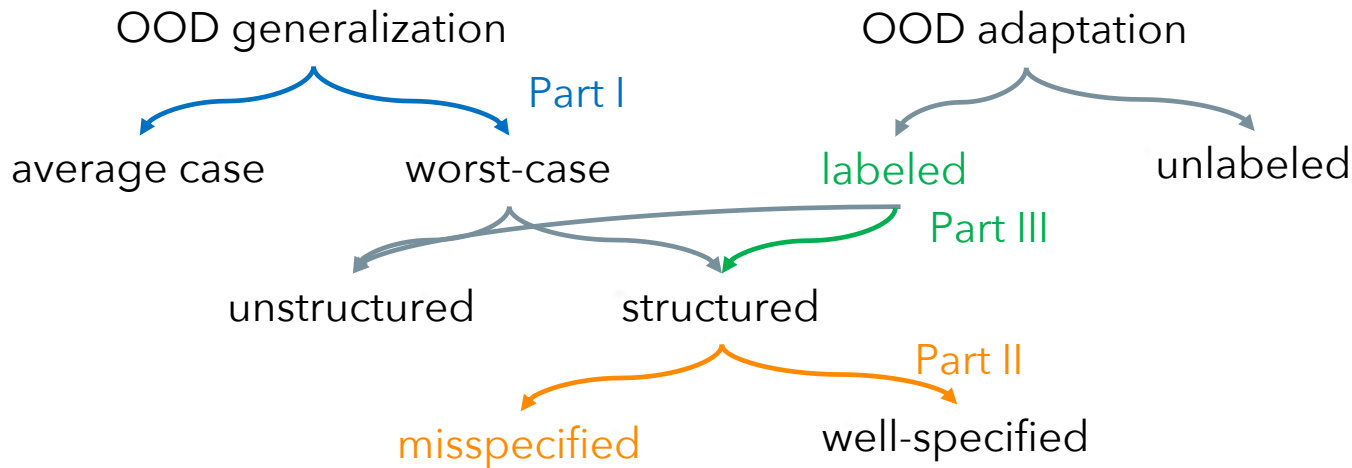 OOD generalization
OOD adaptation
Part I
average case
worst-case
labeled
unlabeled
Part III
unstructured
structured
Part II
misspecified
well-specified